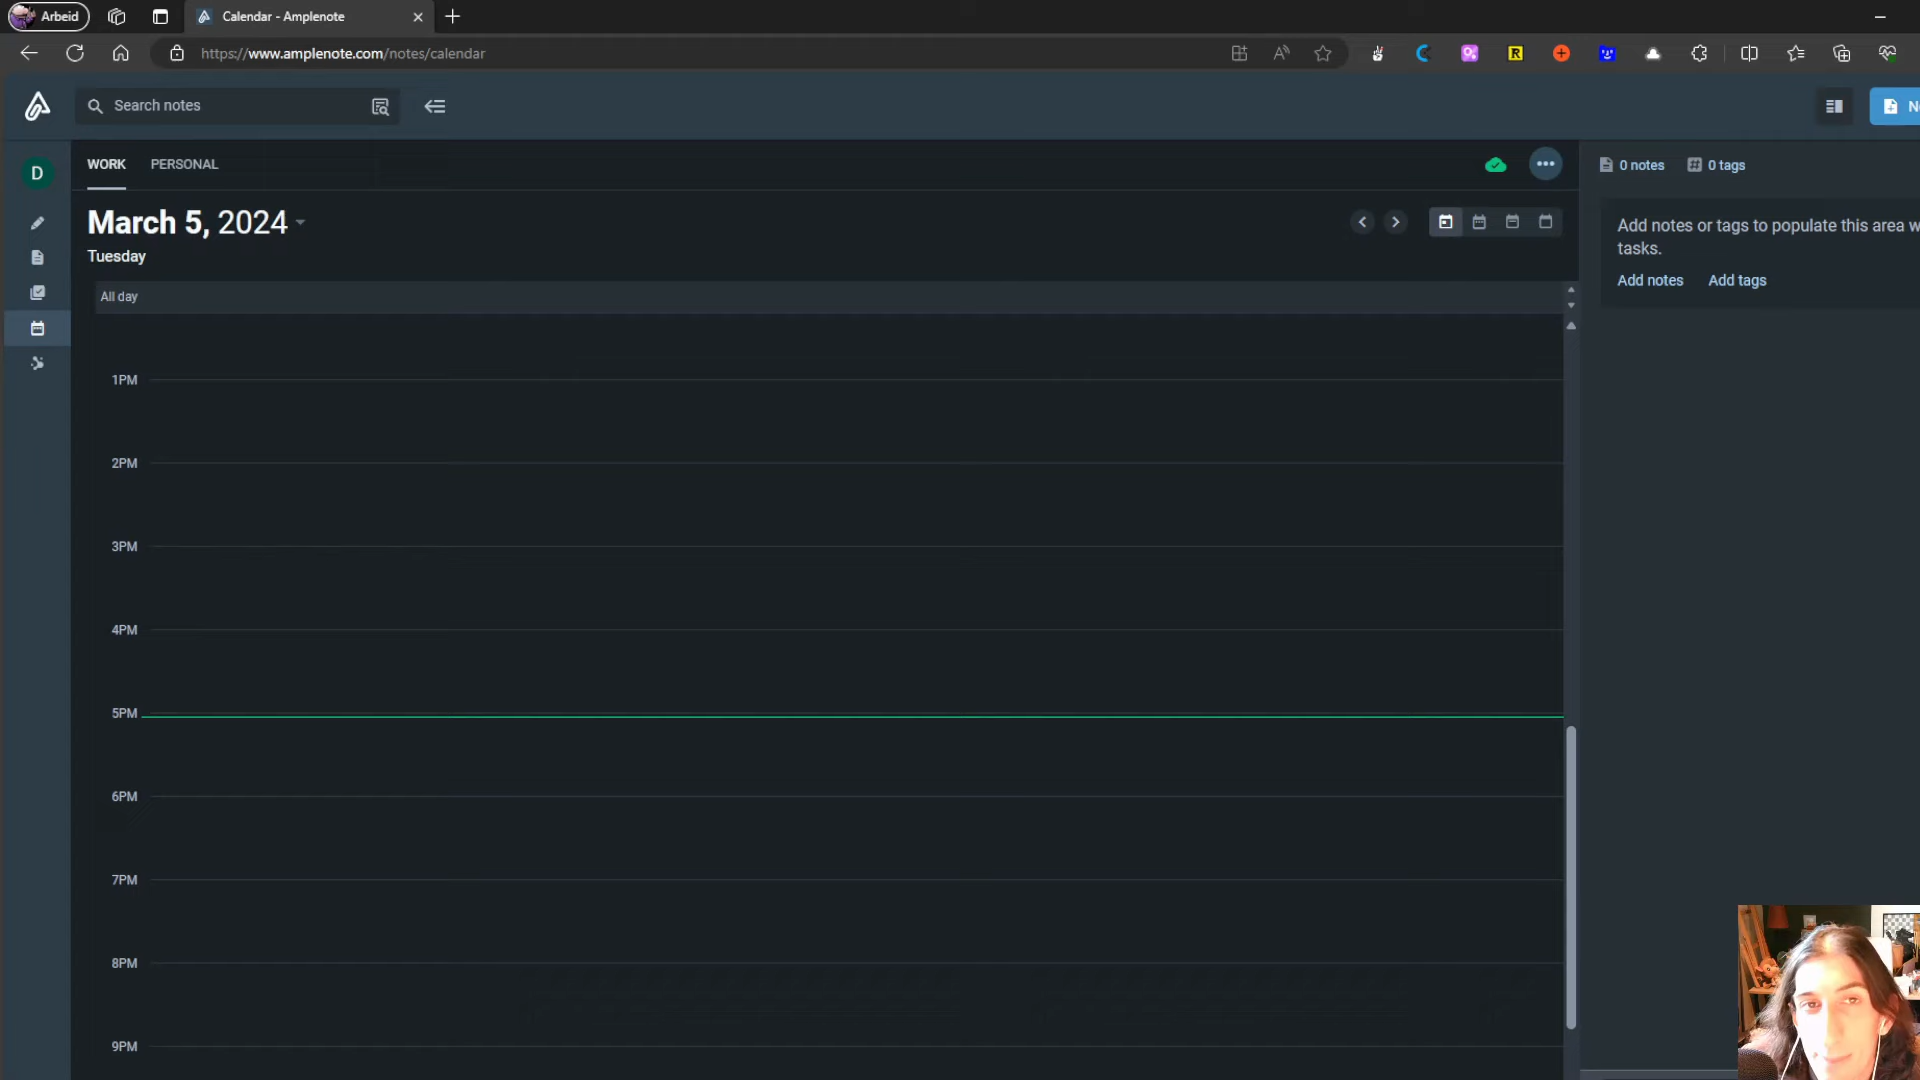 Arbeid
Calendar - Amplenote
https://www.amplenote.com/notes/calendar
Search notes
D
WORK
PERSONAL
0 notes
0 tags
March 5, 2024
Tuesday
Add notes or tags to populate this area
tasks.
Add notes
Add tags
All day
1PM
2PM
3PM
4PM
5PM
6PM
7PM
8PM
9PM